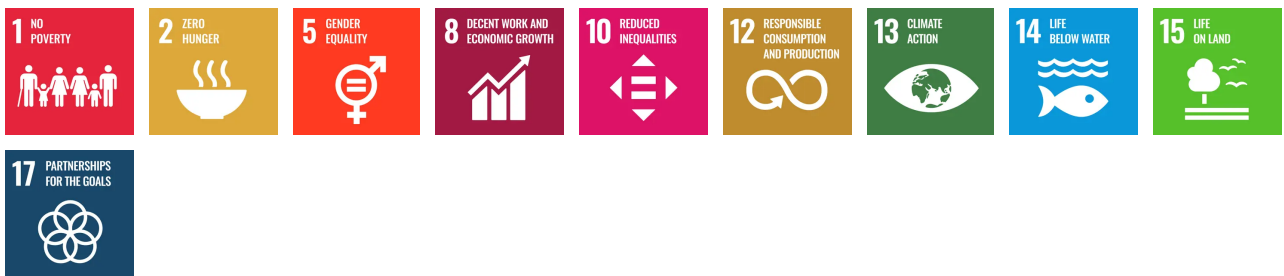 1 NO
POVERTY
2 ZERO
HUNGER
5 GENDER
EQUALITY
8 DECENT WORK AND
ECONOMIC GROWTH
10 REDUCED
INEQUALITIES
12 RESPONSIBLE
CONSUMPTION
AND PRODUCTION
13 CLIMATE
ACTION
14 LIFE
BELOW WATER
15 LIFE
ON LAND
17 PARTNERSHIPS
FOR THE GOALS